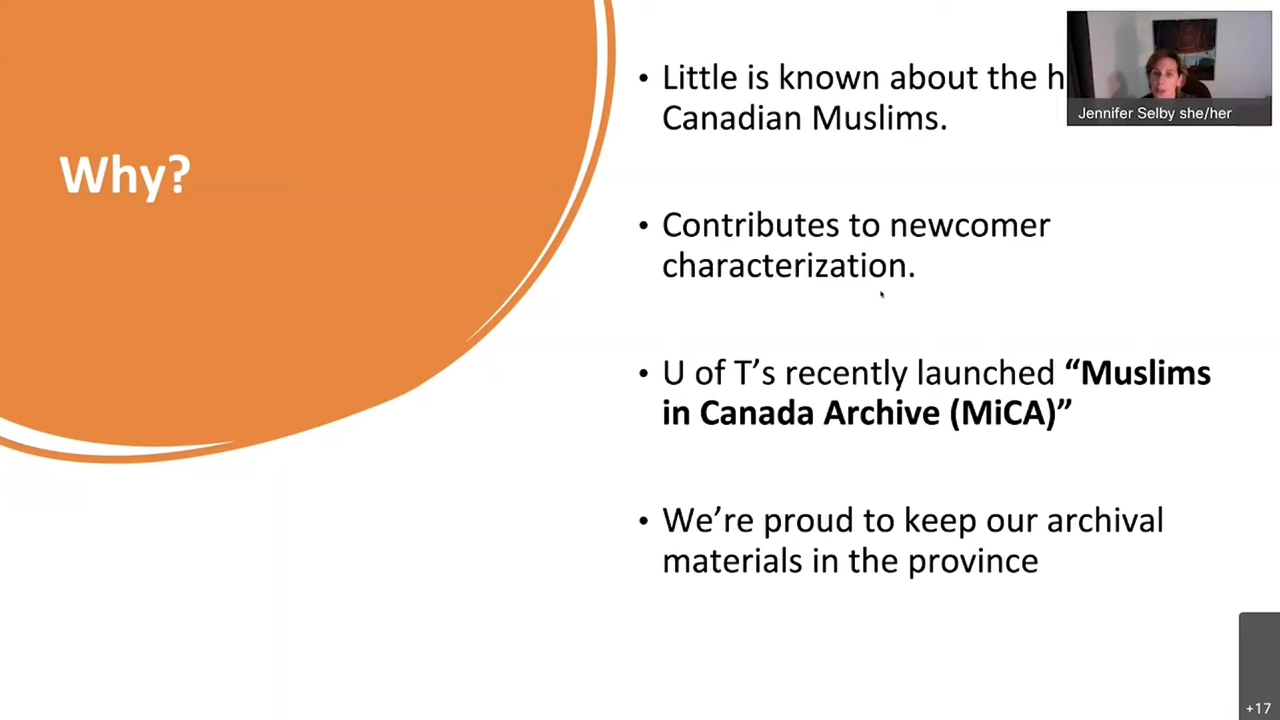 Why?
• Little is known about the
Canadian Muslims.
• Contributes to newcomer
characterization.
• U of T’s recently launched “Muslims
in Canada Archive (MiCA)”
• We’re proud to keep our archival
materials in the province
Jennifer Selby she/her
+17